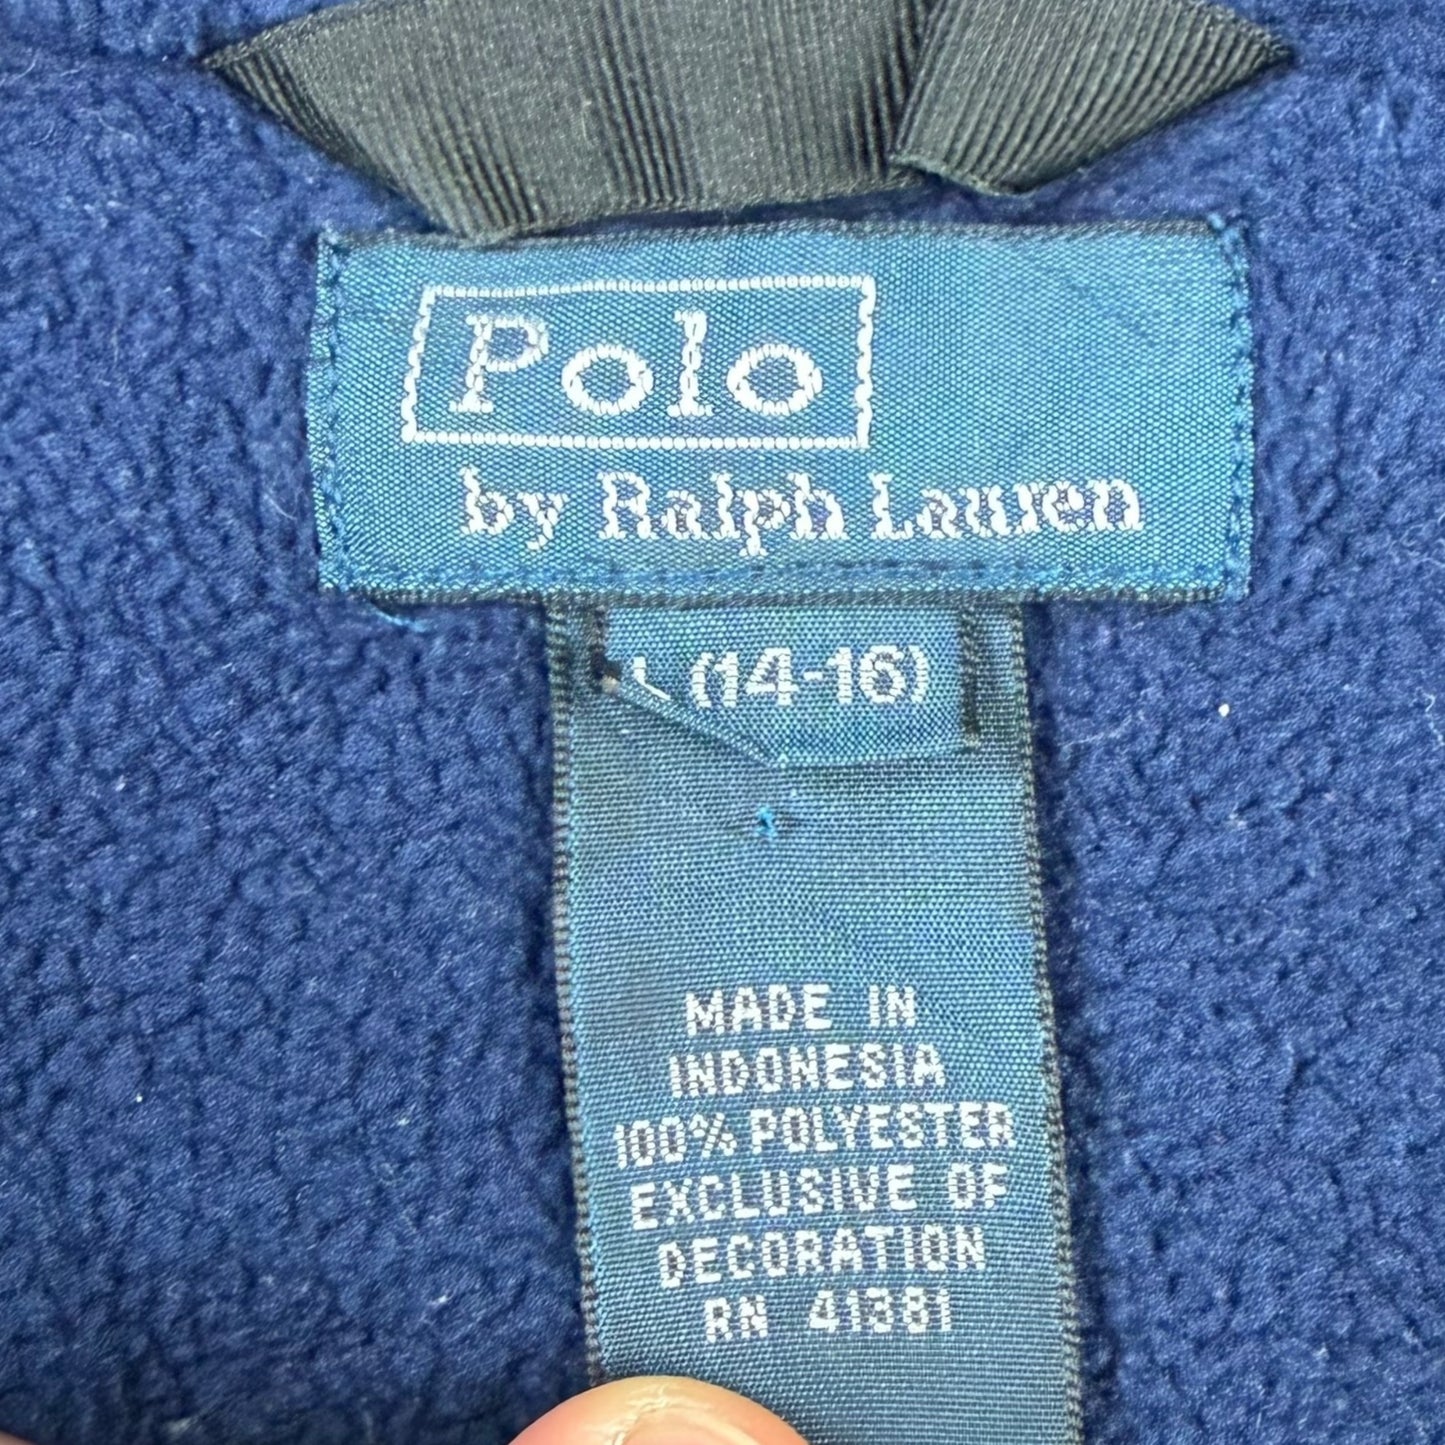 Polo
by Ralph Lauren
L (14-16)
MADE IN
INDONESIA
100% POLYESTER
EXCLUSIVE OF
DECORATION
RN 41381